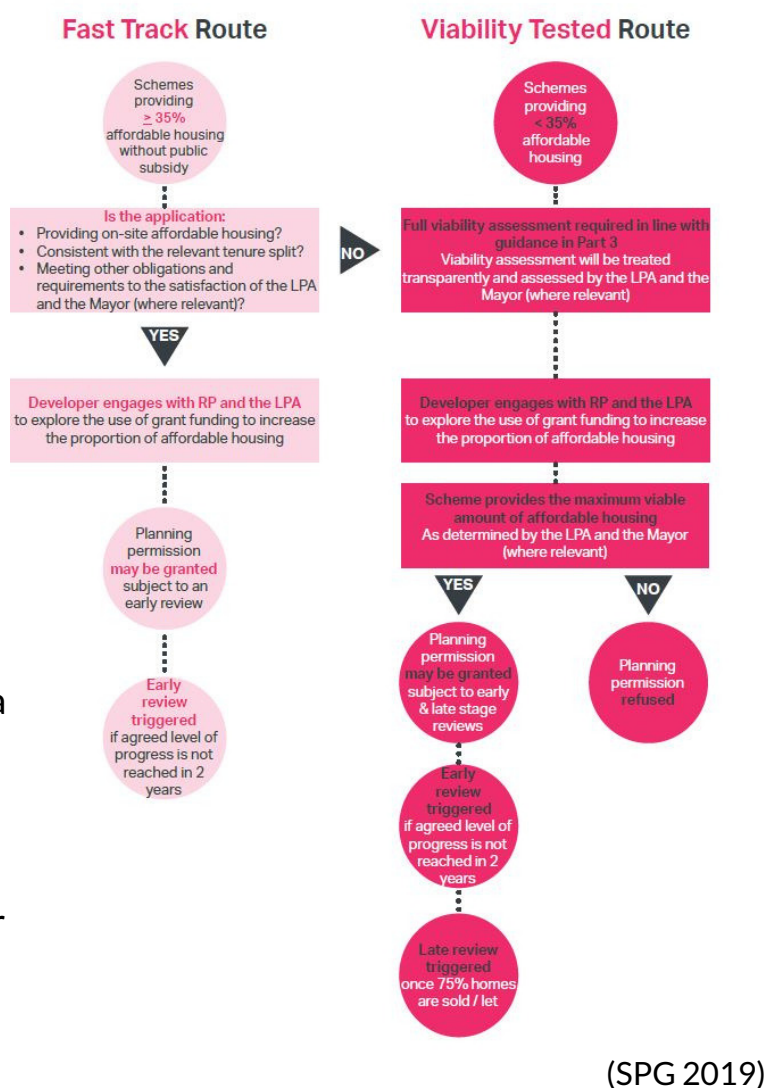 Fast Track Route
Schemes
providing
≥ 35%
affordable housing
without public
subsidy
Is the application:
• Providing on-site affordable housing?
• Consistent with the relevant tenure split?
• Meeting other obligations and
requirements to the satisfaction of the LPA
and the Mayor (where relevant)?
NO
YES
Developer engages with RP and the LPA
to explore the use of grant funding to increase
the proportion of affordable housing
Planning
permission
may be granted
subject to an
early review
Early
review
triggered
if agreed level of
progress is not
reached in 2
years
Viability Tested Route
Schemes
providing
< 35%
affordable
housing
Full viability assessment required in line with
guidance in Part 3
Viability assessment will be treated
transparently and assessed by the LPA and the
Mayor (where relevant)
Developer engages with RP and the LPA
to explore the use of grant funding to increase
the proportion of affordable housing
Scheme provides the maximum viable
amount of affordable housing
As determined by the LPA and the Mayor
(where relevant)
YES
NO
Planning
permission
may be granted
subject to early
& late stage
reviews
Planning
permission
refused
Early
review
triggered
if agreed level of
progress is not
reached in 2
years
Late review
triggered
once 75% homes
are sold / let
(SPG 2019)